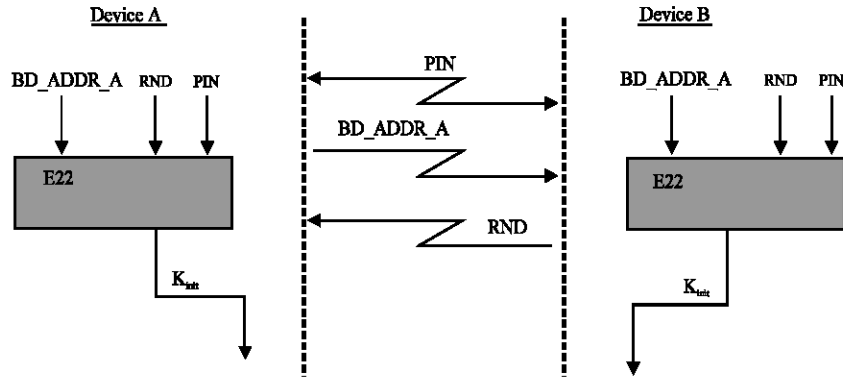 Device A
Device B
PIN
BD_ADDR_A RND PIN
BD_ADDR_A RND PIN
BD_ADDR_A
E22
E22
RND
K_init
K_init